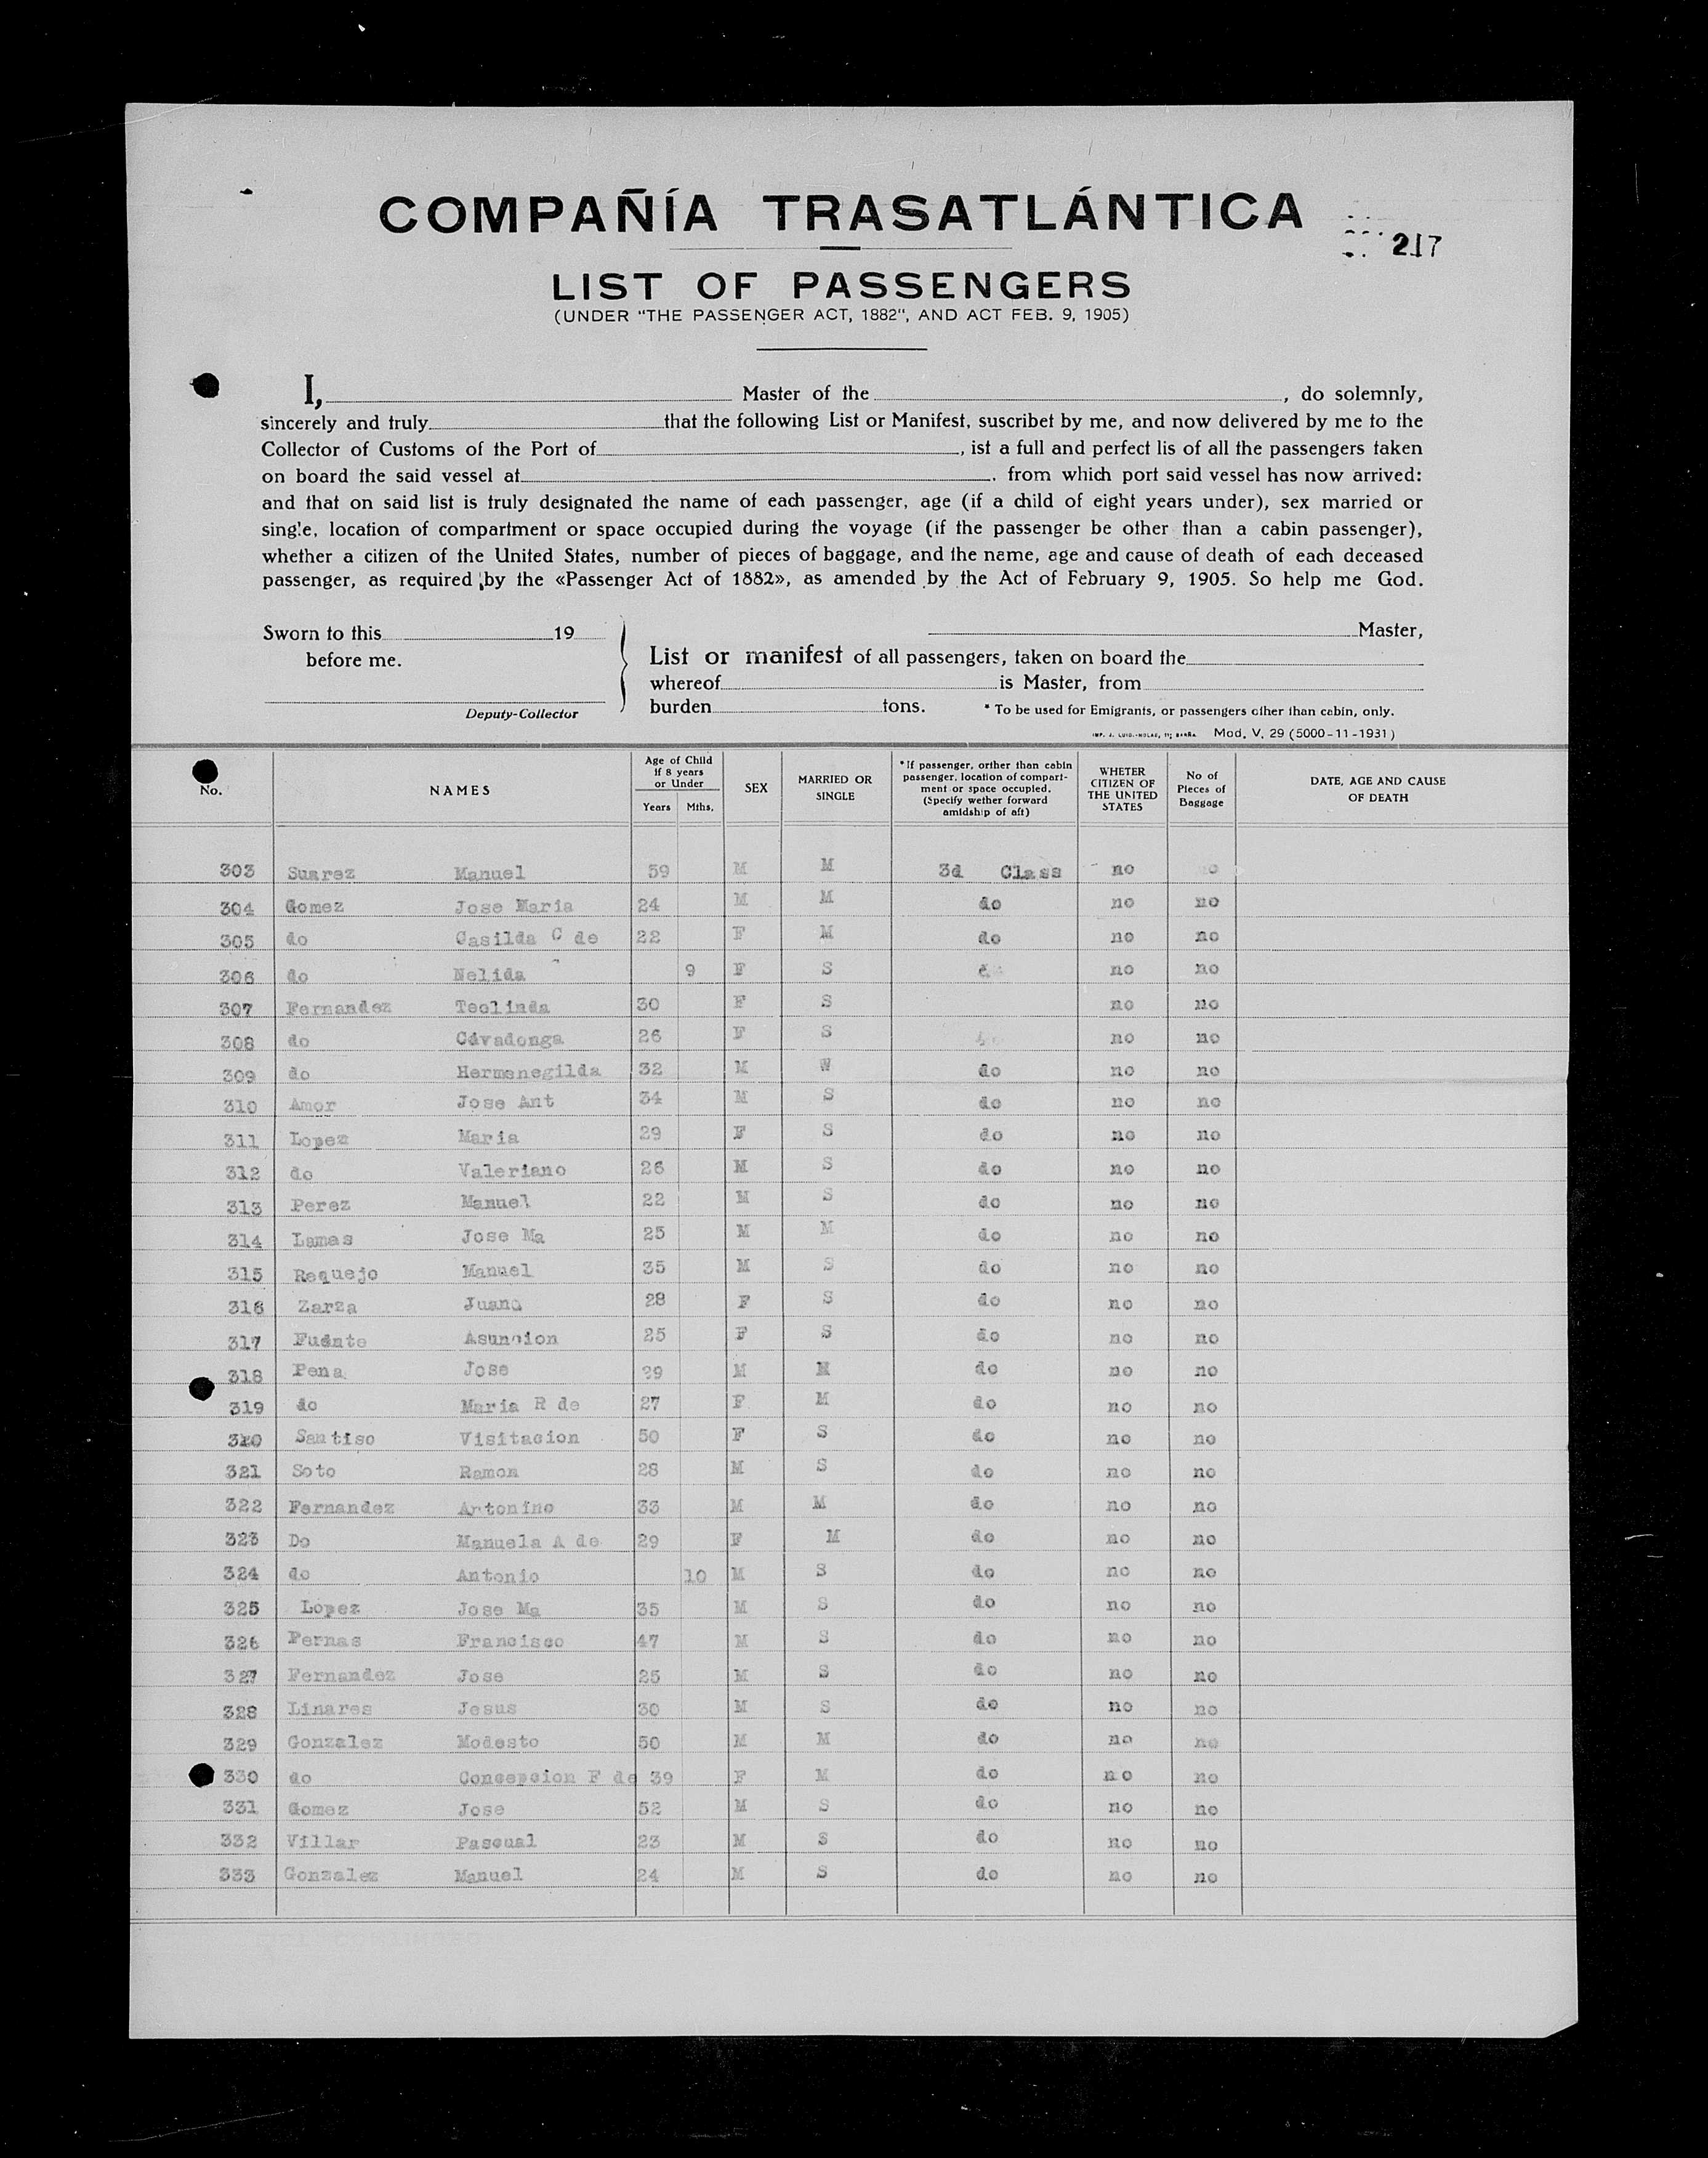 COMPAÑÍA TRASATLÁNTICA
217
LIST OF PASSENGERS
(UNDER "THE PASSENGER ACT, 1882", AND ACT FEB. 9, 1905)
I, Master of the , do solemnly,
sincerely and truly that the following List or Manifest, suscribet by me, and now delivered by me to the
Collector of Customs of the Port of , ist a full and perfect lis of all the passengers taken
on board the said vessel at . from which port said vessel has now arrived:
and that on said list is truly designated the name of each passenger, age (if a child of eight years under), sex married or
single, location of compartment or space occupied during the voyage (if the passenger be other than a cabin passenger),
whether a citizen of the United States, number of pieces of baggage, and the name, age and cause of death of each deceased
passenger, as required by the «Passenger Act of 1882», as amended by the Act of February 9, 1905. So help me God.
Sworn to this 19
before me.
Deputy-Collector
Master,
List or manifest of all passengers, taken on board the
whereof is Master, from
burden tons. * To be used for Emigrants, or passengers other than cabin, only.
Mod. V. 29 (5000-11-1931)
No. NAMES Age of Child if 8 years or Under Years Mths. SEX MARRIED OR SINGLE *If passenger, orther than cabin passenger, location of compartment or space occupied. (Specify wether forward amidship of aft) WHETER CITIZEN OF THE UNITED STATES No of Pieces of Baggage DATE, AGE AND CAUSE OF DEATH
303 Suarez Manuel 59 M M 3d Class no no
304 Gomez Jose Maria 24 M M do no no
305 do Casilda C de 22 F M do no no
306 do Nelida 9 F S no no
307 Fernandez Teolinda 30 F S no no
308 do Cavadonga 26 F S no no
309 do Hermenegilda 32 M W do no no
310 Amor Jose Ant 34 M S do no no
311 Lopez Maria 29 F S do no no
312 do Valeriano 26 M S do no no
313 Perez Manuel 22 M S do no no
314 Lamas Jose Ma 25 M M do no no
315 Requejo Manuel 35 M S do no no
316 Zarza Juana 28 F S do no no
317 Fuente Asuncion 25 F S do no no
318 Pena Jose 29 M M do no no
319 do Maria R de 27 F M do no no
320 Santiso Visitacion 50 F S do no no
321 Soto Ramon 28 M S do no no
322 Fernandez Antonino 33 M M do no no
323 Do Manuela A de 29 F M do no no
324 do Antonio 10 M S do no no
325 Lopez Jose Ma 35 M S do no no
326 Pernas Francisco 47 M S do no no
327 Fernandez Jose 25 M S do no no
328 Linares Jesus 30 M S do no no
329 Gonzalez Modesto 50 M M do no no
330 do Concepcion F de 39 F M do no no
331 Gomez Jose 52 M S do no no
332 Villar Pascual 23 M S do no no
333 Gonzalez Manuel 24 M S do no no